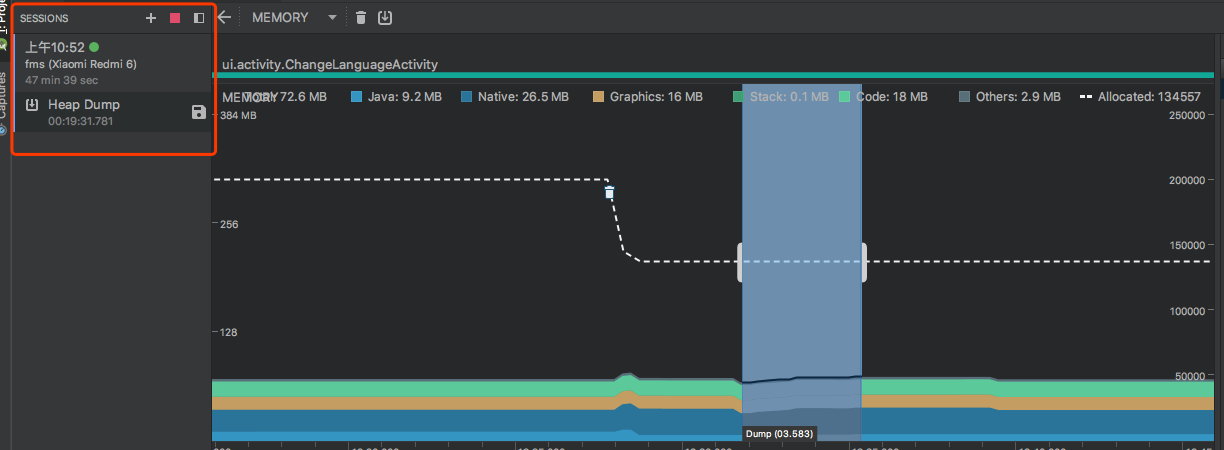 SESSIONS
上午10:52
fms (Xiaomi Redmi 6)
47 min 39 sec
Heap Dump
00:19:31.781
Captures
MEMORY
ui.activity.ChangeLanguageActivity
MEMORY Total: 72.6 MB Java: 9.2 MB Native: 26.5 MB Graphics: 16 MB Stack: 0.1 MB Code: 18 MB Others: 2.9 MB Allocated: 134557
384 MB
250000
200000
256
150000
100000
128
50000
Dump (03.583)